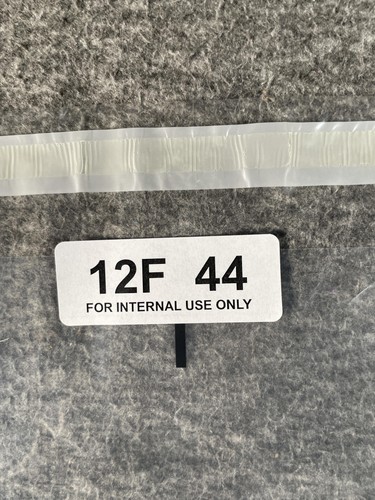 12F 44
FOR INTERNAL USE ONLY